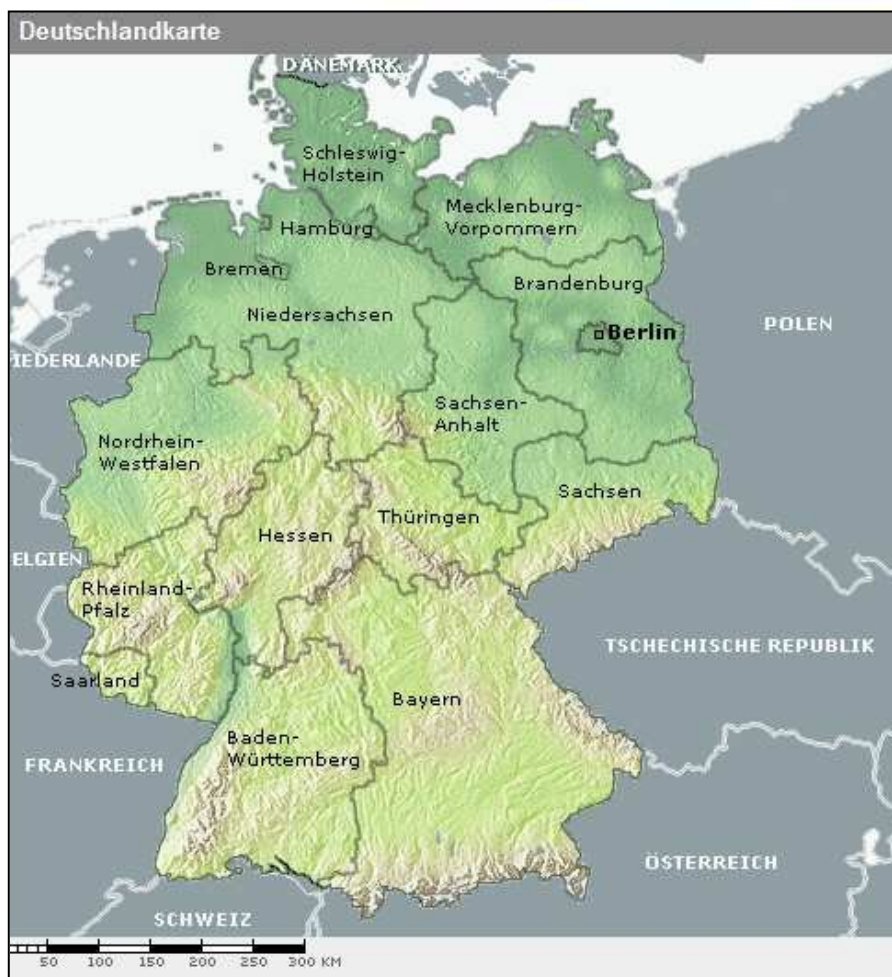 Deutschlandkarte
DÄNEMARK
Schleswig-
Holstein
Mecklenburg-
Vorpommern
Hamburg
Bremen
Brandenburg
Niedersachsen
Berlin
POLEN
IEDERLANDE
Sachsen-
Anhalt
Nordrhein-
Westfalen
Sachsen
Thüringen
Hessen
ELGIEN
Rheinland-
Pfalz
TSCHECHISCHE REPUBLIK
Saarland
Bayern
Baden-
Württemberg
FRANKREICH
ÖSTERREICH
SCHWEIZ
50 100 150 200 250 300 KM